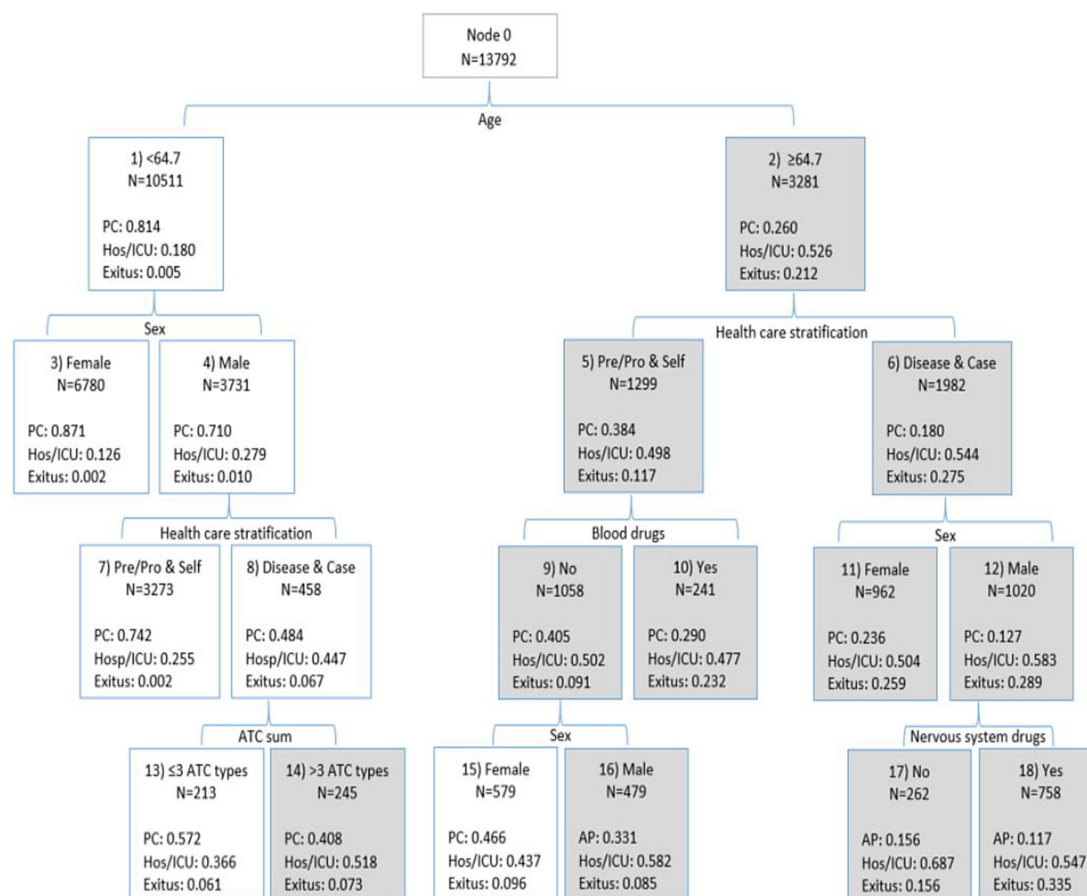 Node 0
N=13792
Age
1) <64.7
N=10511
PC: 0.814
Hos/ICU: 0.180
Exitus: 0.005
2) ≥64.7
N=3281
PC: 0.260
Hos/ICU: 0.526
Exitus: 0.212
Sex
3) Female
N=6780
PC: 0.871
Hos/ICU: 0.126
Exitus: 0.002
4) Male
N=3731
PC: 0.710
Hos/ICU: 0.279
Exitus: 0.010
Health care stratification
5) Pre/Pro & Self
N=1299
PC: 0.384
Hos/ICU: 0.498
Exitus: 0.117
6) Disease & Case
N=1982
PC: 0.180
Hos/ICU: 0.544
Exitus: 0.275
Health care stratification
7) Pre/Pro & Self
N=3273
PC: 0.742
Hosp/ICU: 0.255
Exitus: 0.002
8) Disease & Case
N=458
PC: 0.484
Hosp/ICU: 0.447
Exitus: 0.067
Blood drugs
9) No
N=1058
PC: 0.405
Hos/ICU: 0.502
Exitus: 0.091
10) Yes
N=241
PC: 0.290
Hos/ICU: 0.477
Exitus: 0.232
Sex
11) Female
N=962
PC: 0.236
Hos/ICU: 0.504
Exitus: 0.259
12) Male
N=1020
PC: 0.127
Hos/ICU: 0.583
Exitus: 0.289
ATC sum
13) ≤3 ATC types
N=213
PC: 0.572
Hos/ICU: 0.366
Exitus: 0.061
14) >3 ATC types
N=245
PC: 0.408
Hos/ICU: 0.518
Exitus: 0.073
Sex
15) Female
N=579
PC: 0.466
Hos/ICU: 0.437
Exitus: 0.096
16) Male
N=479
AP: 0.331
Hos/ICU: 0.582
Exitus: 0.085
Nervous system drugs
17) No
N=262
AP: 0.156
Hos/ICU: 0.687
Exitus: 0.156
18) Yes
N=758
AP: 0.117
Hos/ICU: 0.547
Exitus: 0.335